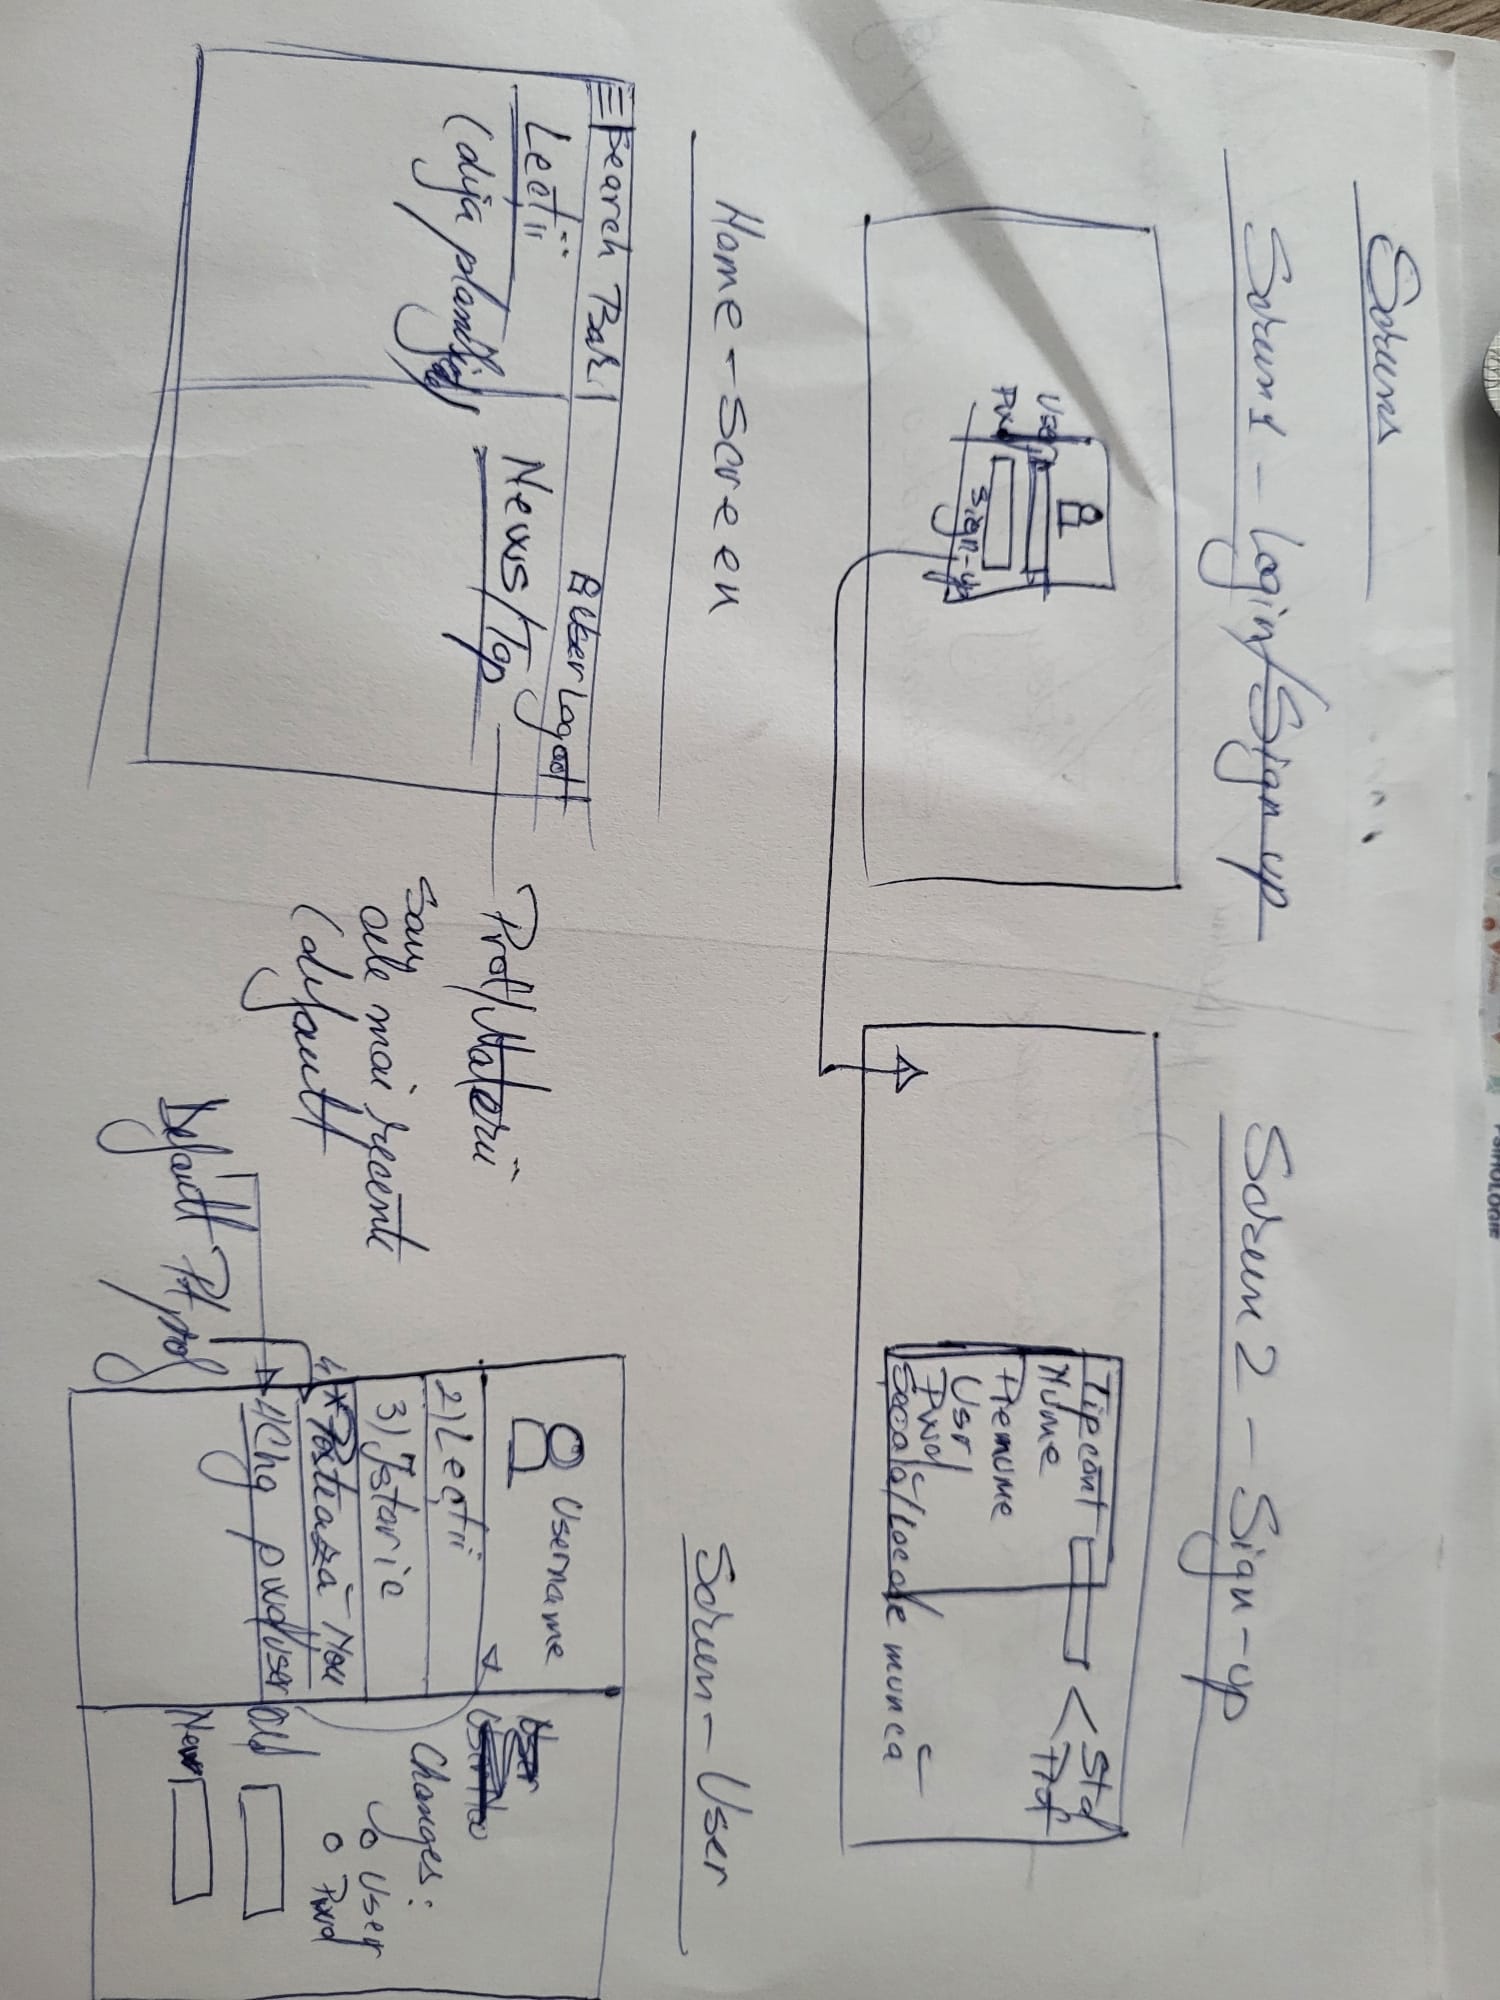 PSIHOLOGIE
Screens
Screen 1 - Login/Sign up
User
Pwd
Sign-up
Screen 2 - Sign-up
Tip cont
Std
Prof
Nume
Prenume
Usr
Pwd
Școală/Loc de muncă
Home-screen
Search Bar
User Logout
Lecții
(deja planificate)
News/Top
Prof/Materii
sau
cele mai recente
(default
Screen - User
Username
User
2) Lecții
3) Istoric
4) * Postează Nou
1) Chg pwd/user
Default
Pt prof
Changes:
User
Pwd
Old
New